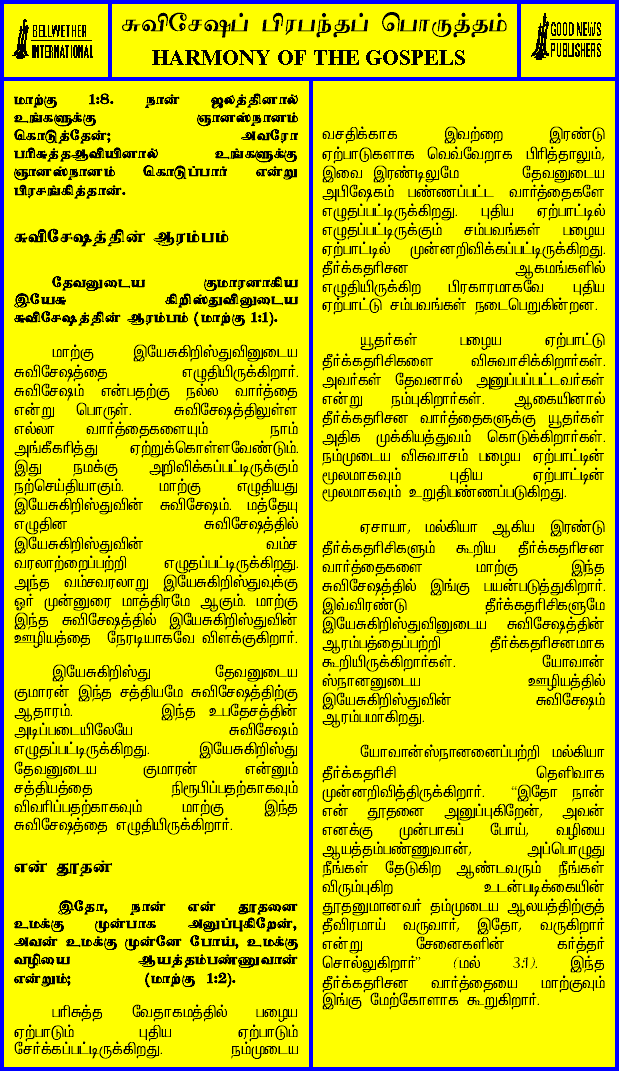 BELLWETHER
INTERNATIONAL
சுவிசேஷப் பிரபந்தப் பொருத்தம்
HARMONY OF THE GOSPELS
GOOD NEWS
PUBLISHERS
மாற்கு 1:8. நான் ஜலத்தினால்
உங்களுக்கு ஞானஸ்நானம்
கொடுத்தேன்; அவரோ
பரிசுத்தஆவியினால் உங்களுக்கு
ஞானஸ்நானம் கொடுப்பார் என்று
பிரசங்கித்தான்.
சுவிசேஷத்தின் ஆரம்பம்
தேவனுடைய குமாரனாகிய
இயேசு கிறிஸ்துவினுடைய
சுவிசேஷத்தின் ஆரம்பம் (மாற்கு 1:1).
மாற்கு இயேசுகிறிஸ்துவினுடைய
சுவிசேஷத்தை எழுதியிருக்கிறார்.
சுவிசேஷம் என்பதற்கு நல்ல வார்த்தை
என்று பொருள். சுவிசேஷத்திலுள்ள
எல்லா வார்த்தைகளையும் நாம்
அங்கீகரித்து ஏற்றுக்கொள்ளவேண்டும்.
இது நமக்கு அறிவிக்கப்பட்டிருக்கும்
நற்செய்தியாகும். மாற்கு எழுதியது
இயேசுகிறிஸ்துவின் சுவிசேஷம். மத்தேயு
எழுதின சுவிசேஷத்தில்
இயேசுகிறிஸ்துவின் வம்ச
வரலாற்றைப்பற்றி எழுதப்பட்டிருக்கிறது.
அந்த வம்சவரலாறு இயேசுகிறிஸ்துவுக்கு
ஓர் முன்னுரை மாத்திரமே ஆகும். மாற்கு
இந்த சுவிசேஷத்தில் இயேசுகிறிஸ்துவின்
ஊழியத்தை நேரடியாகவே விளக்குகிறார்.
இயேசுகிறிஸ்து தேவனுடைய
குமாரன் இந்த சத்தியமே சுவிசேஷத்திற்கு
ஆதாரம். இந்த உபதேசத்தின்
அடிப்படையிலேயே சுவிசேஷம்
எழுதப்பட்டிருக்கிறது. இயேசுகிறிஸ்து
தேவனுடைய குமாரன் என்னும்
சத்தியத்தை நிரூபிப்பதற்காகவும்
விவரிப்பதற்காகவும் மாற்கு இந்த
சுவிசேஷத்தை எழுதியிருக்கிறார்.
என் தூதன்
இதோ, நான் என் தூதனை
உமக்கு முன்பாக அனுப்புகிறேன்,
அவன் உமக்கு முன்னே போய், உமக்கு
வழியை ஆயத்தம்பண்ணுவான்
என்றும்; (மாற்கு 1:2).
பரிசுத்த வேதாகமத்தில் பழைய
ஏற்பாடும் புதிய ஏற்பாடும்
சேர்க்கப்பட்டிருக்கிறது. நம்முடைய
வசதிக்காக இவற்றை இரண்டு
ஏற்பாடுகளாக வெவ்வேறாக பிரித்தாலும்,
இவை இரண்டிலுமே தேவனுடைய
அபிஷேகம் பண்ணப்பட்ட வார்த்தைகளே
எழுதப்பட்டிருக்கிறது. புதிய ஏற்பாட்டில்
எழுதப்பட்டிருக்கும் சம்பவங்கள் பழைய
ஏற்பாட்டில் முன்னறிவிக்கப்பட்டிருக்கிறது.
தீர்க்கதரிசன ஆகமங்களில்
எழுதியிருக்கிற பிரகாரமாகவே புதிய
ஏற்பாட்டு சம்பவங்கள் நடைபெறுகின்றன.
யூதர்கள் பழைய ஏற்பாட்டு
தீர்க்கதரிசிகளை விசுவாசிக்கிறார்கள்.
அவர்கள் தேவனால் அனுப்பப்பட்டவர்கள்
என்று நம்புகிறார்கள். ஆகையினால்
தீர்க்கதரிசன வார்த்தைகளுக்கு யூதர்கள்
அதிக முக்கியத்துவம் கொடுக்கிறார்கள்.
நம்முடைய விசுவாசம் பழைய ஏற்பாட்டின்
மூலமாகவும் புதிய ஏற்பாட்டின்
மூலமாகவும் உறுதிபண்ணப்படுகிறது.
ஏசாயா, மல்கியா ஆகிய இரண்டு
தீர்க்கதரிசிகளும் கூறிய தீர்க்கதரிசன
வார்த்தைகளை மாற்கு இந்த
சுவிசேஷத்தில் இங்கு பயன்படுத்துகிறார்.
இவ்விரண்டு தீர்க்கதரிசிகளுமே
இயேசுகிறிஸ்துவினுடைய சுவிசேஷத்தின்
ஆரம்பத்தைப்பற்றி தீர்க்கதரிசனமாக
கூறியிருக்கிறார்கள். யோவான்
ஸ்நானனுடைய ஊழியத்தில்
இயேசுகிறிஸ்துவின் சுவிசேஷம்
ஆரம்பமாகிறது.
யோவான்ஸ்நானனைப்பற்றி மல்கியா
தீர்க்கதரிசி தெளிவாக
முன்னறிவித்திருக்கிறார். “இதோ நான்
என் தூதனை அனுப்புகிறேன், அவன்
எனக்கு முன்பாகப் போய், வழியை
ஆயத்தம்பண்ணுவான், அப்பொழுது
நீங்கள் தேடுகிற ஆண்டவரும் நீங்கள்
விரும்புகிற உடன்படிக்கையின்
தூதனுமானவர் தம்முடைய ஆலயத்திற்குத்
தீவிரமாய் வருவார், இதோ, வருகிறார்
என்று சேனைகளின் கர்த்தர்
சொல்லுகிறார்” (மல் 3:1). இந்த
தீர்க்கதரிசன வார்த்தையை மாற்குவும்
இங்கு மேற்கோளாக கூறுகிறார்.